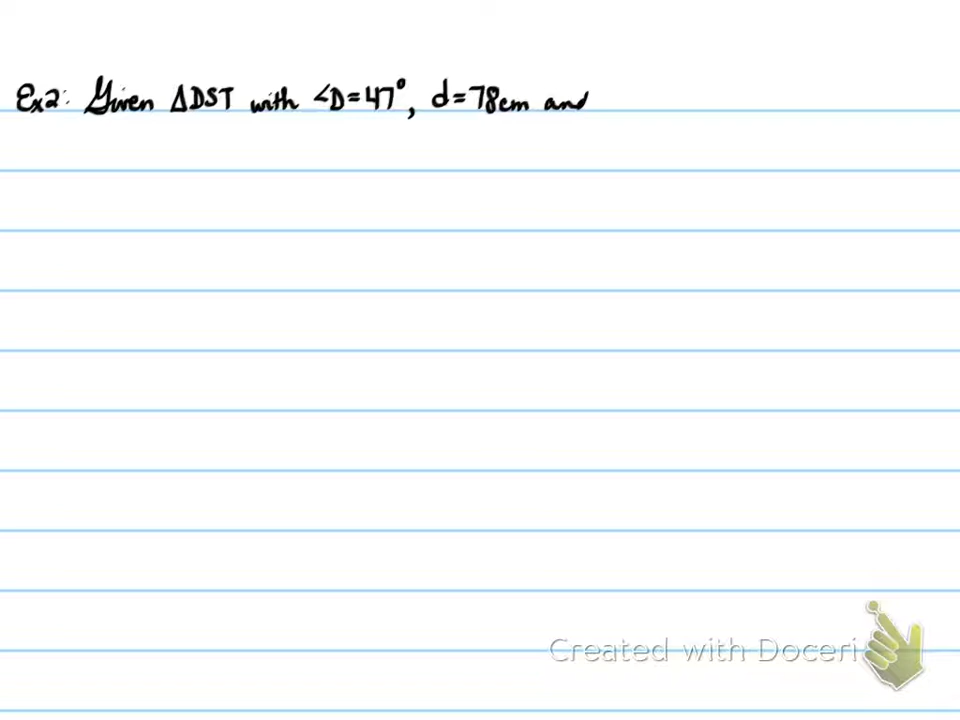 Ex2: Given ΔDST with ∠D=47°, d=78cm and
Created with Doceri